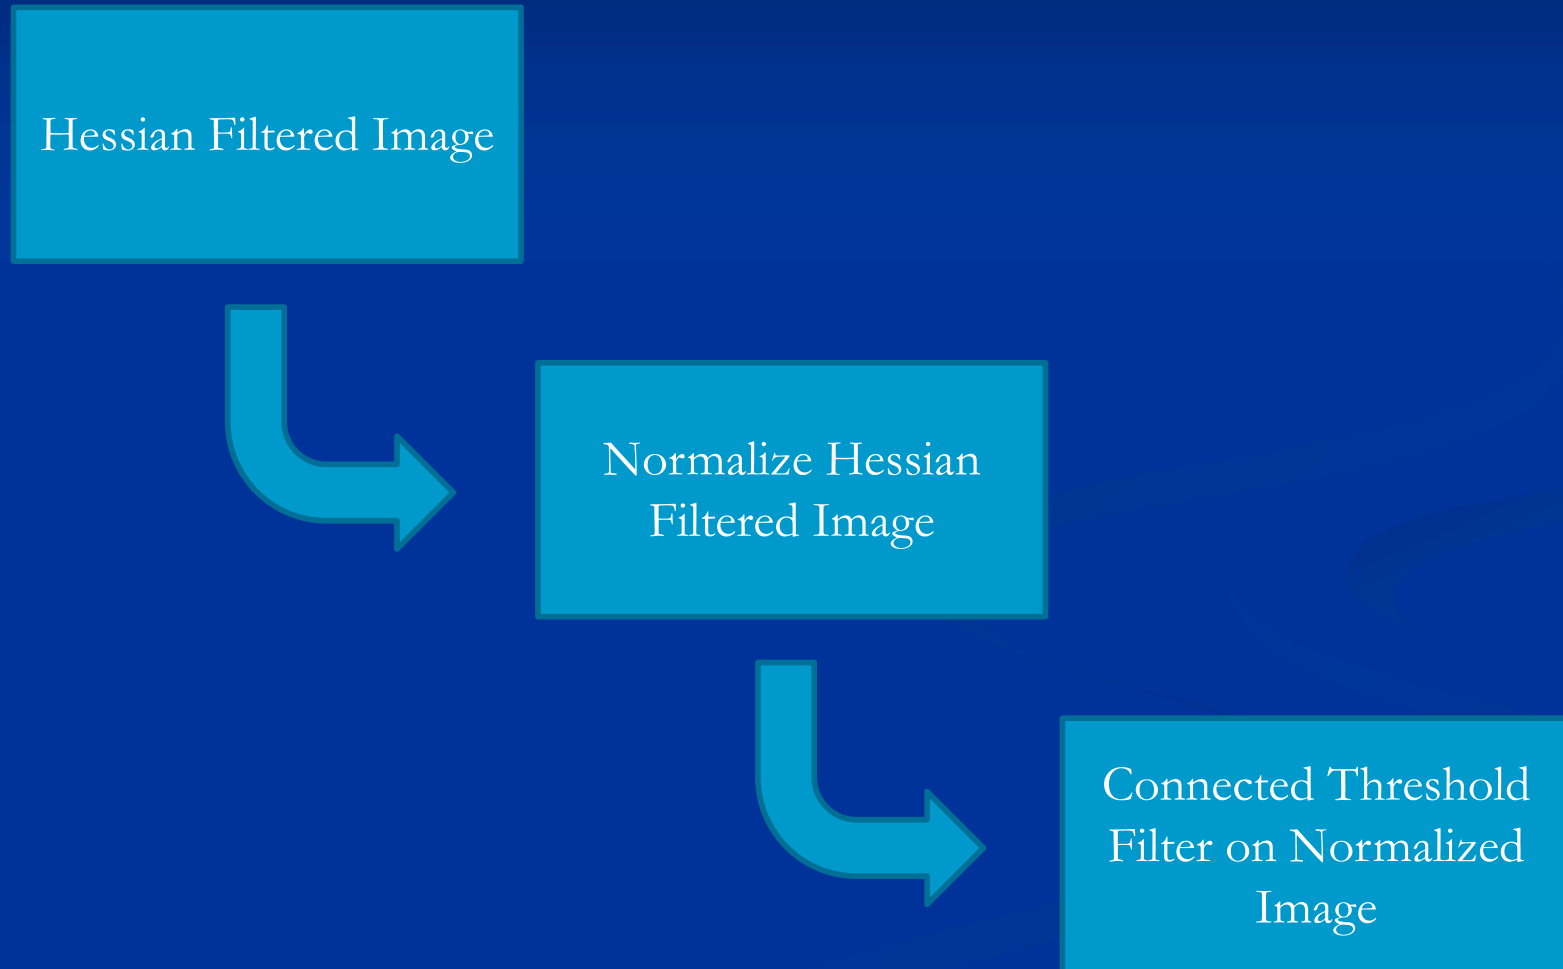 Hessian Filtered Image
Normalize Hessian
Filtered Image
Connected Threshold
Filter on Normalized
Image